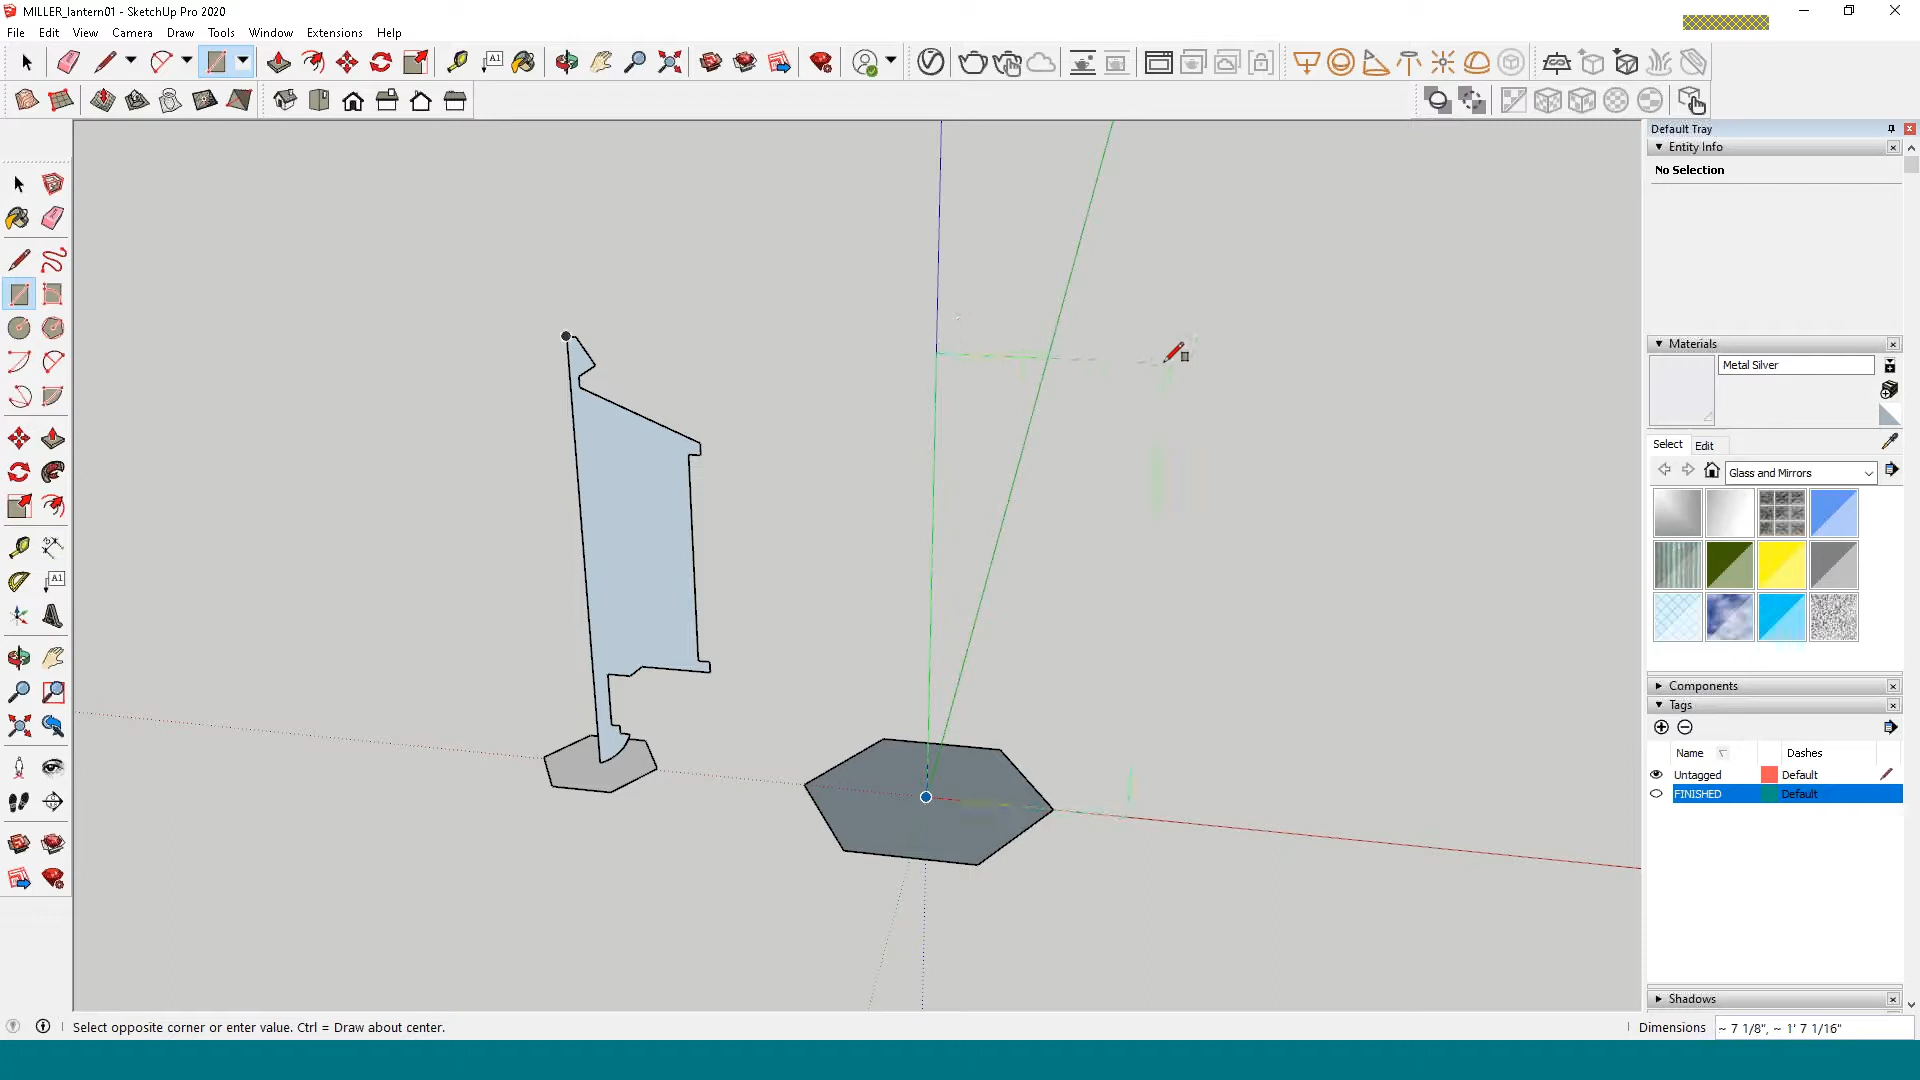 MILLER_lantern01 - SketchUp Pro 2020
File Edit View Camera Draw Tools Window Extensions Help
A1
Default Tray
Entity Info
No Selection
Materials
Metal Silver
Select Edit
Glass and Mirrors
A1
Components
Tags
Name Dashes
Untagged Default
FINISHED Default
Shadows
Select opposite corner or enter value. Ctrl = Draw about center.
Dimensions ~ 7 1/8", ~ 1' 7 1/16"